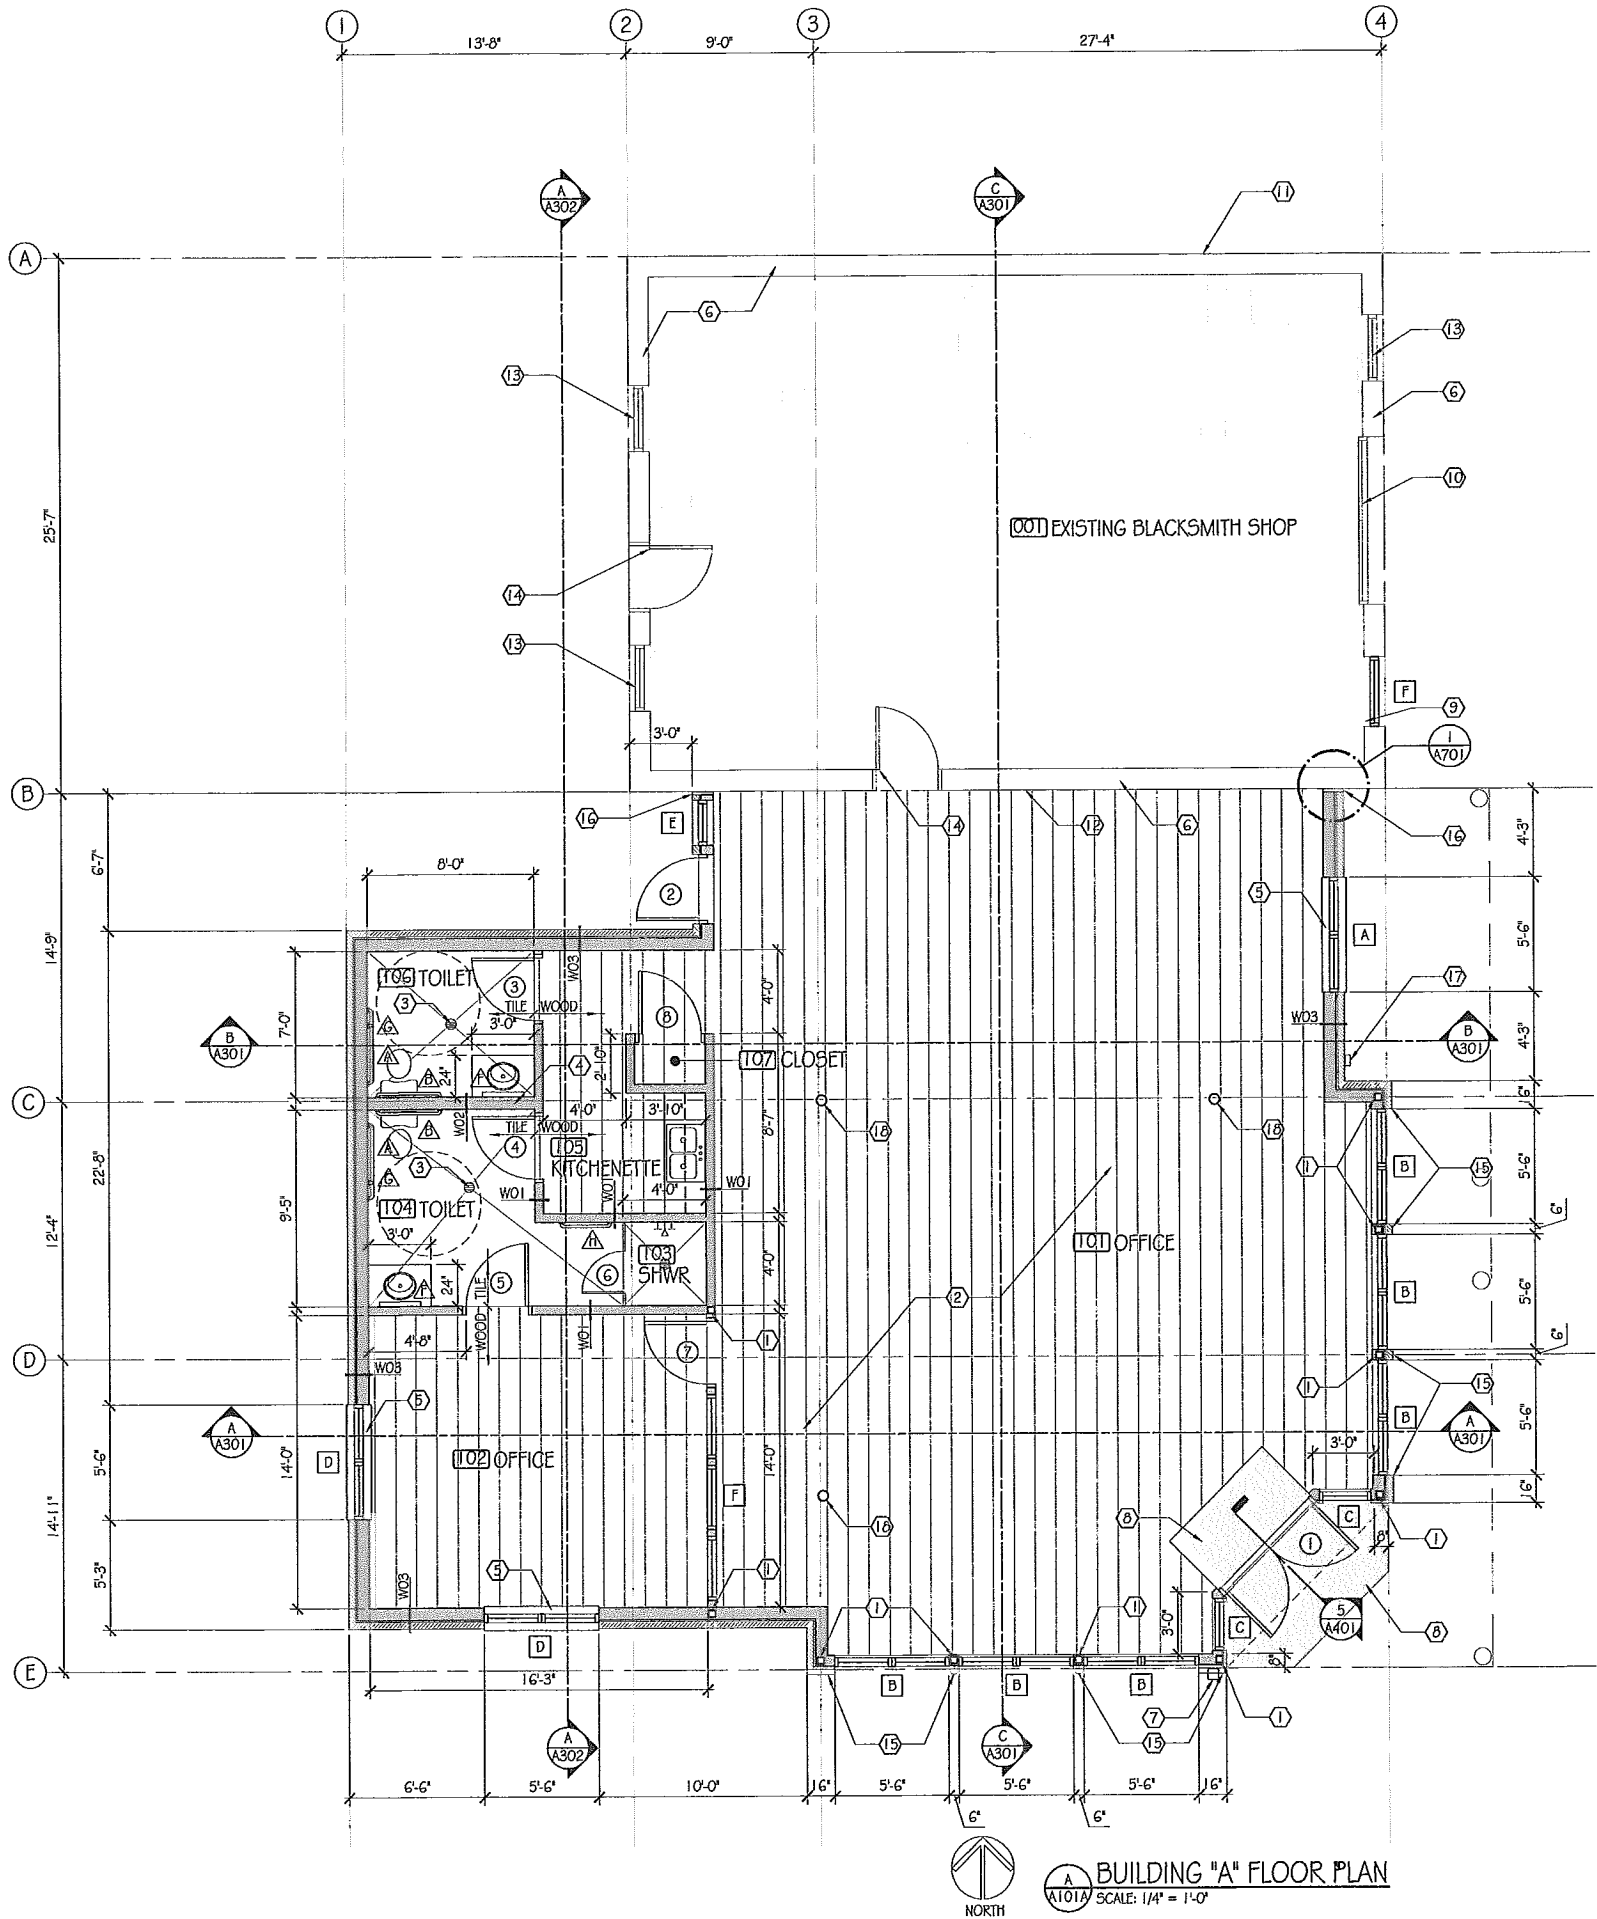 1 2 3 4
13'-8" 9'-0" 27'-4"
A
A302
C
A301
11
A
6
13
13
6
25'-7"
10
001 EXISTING BLACKSMITH SHOP
14
13
F
9
3'-0"
1
A701
B
16
E
14
12
6
16
4'-3"
6'-7"
8'-0"
2
5
A
5'-6"
14'-9"
W03
106 TOILET
3
3
TILE WOOD
3'-0"
8
4'-0"
17
7'-0"
G
W03
B
A301
B
A301
4'-3"
A
B
24"
F
4
2'-10"
107 CLOSET
16"
C
W02
4'-0"
3'-10"
18
18
8'-7"
B
TILE WOOD
4
105
KITCHENETTE
A
3
G
1
B
15
5'-6"
22'-8"
W01
W01
4'-0"
W01
9'-5"
104 TOILET
3'-0"
6"
12'-4"
H
103
SHWR
101 OFFICE
4'-0"
24"
F
TILE
5
6
2
B
5'-6"
WOOD
W01
1
4'-8"
7
6"
D
W03
1
15
5
B
5'-6"
A
A301
3'-0"
A
A301
D
102 OFFICE
5'-6"
14'-0"
14'-0"
F
16"
C
14'-11"
18
8
1
8"
1
5
1
5'-3"
W03
1
1
3'-0"
C
5
A401
8
D
8"
E
16'-3"
B B B
7
1
A
A302
15
C
A301
15
6'-6" 5'-6" 10'-0" 16" 5'-6" 5'-6" 5'-6" 16"
6" 6"
A
A101A
BUILDING "A" FLOOR PLAN
SCALE: 1/4" = 1'-0"
NORTH